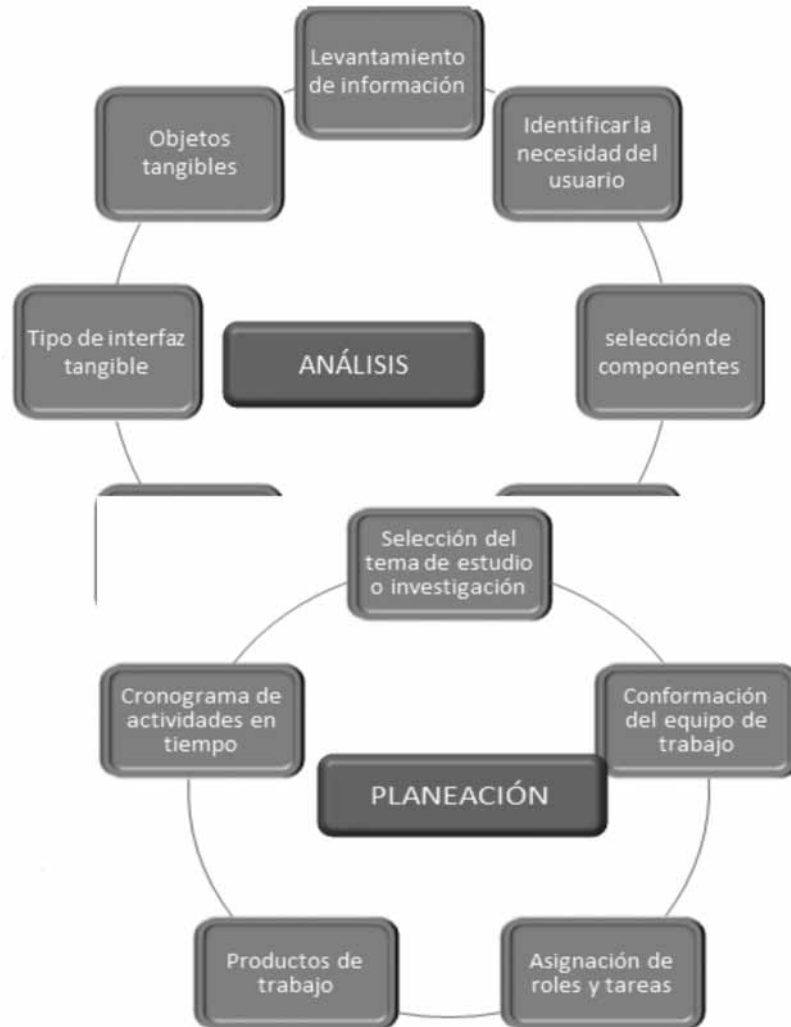 Levantamiento
de información
Objetos
tangibles
Identificar la
necesidad del
usuario
Tipo de interfaz
tangible
ANÁLISIS
selección de
componentes
Selección del
tema de estudio
o investigación
Cronograma de
actividades en
tiempo
Conformación
del equipo de
trabajo
PLANEACIÓN
Productos de
trabajo
Asignación de
roles y tareas